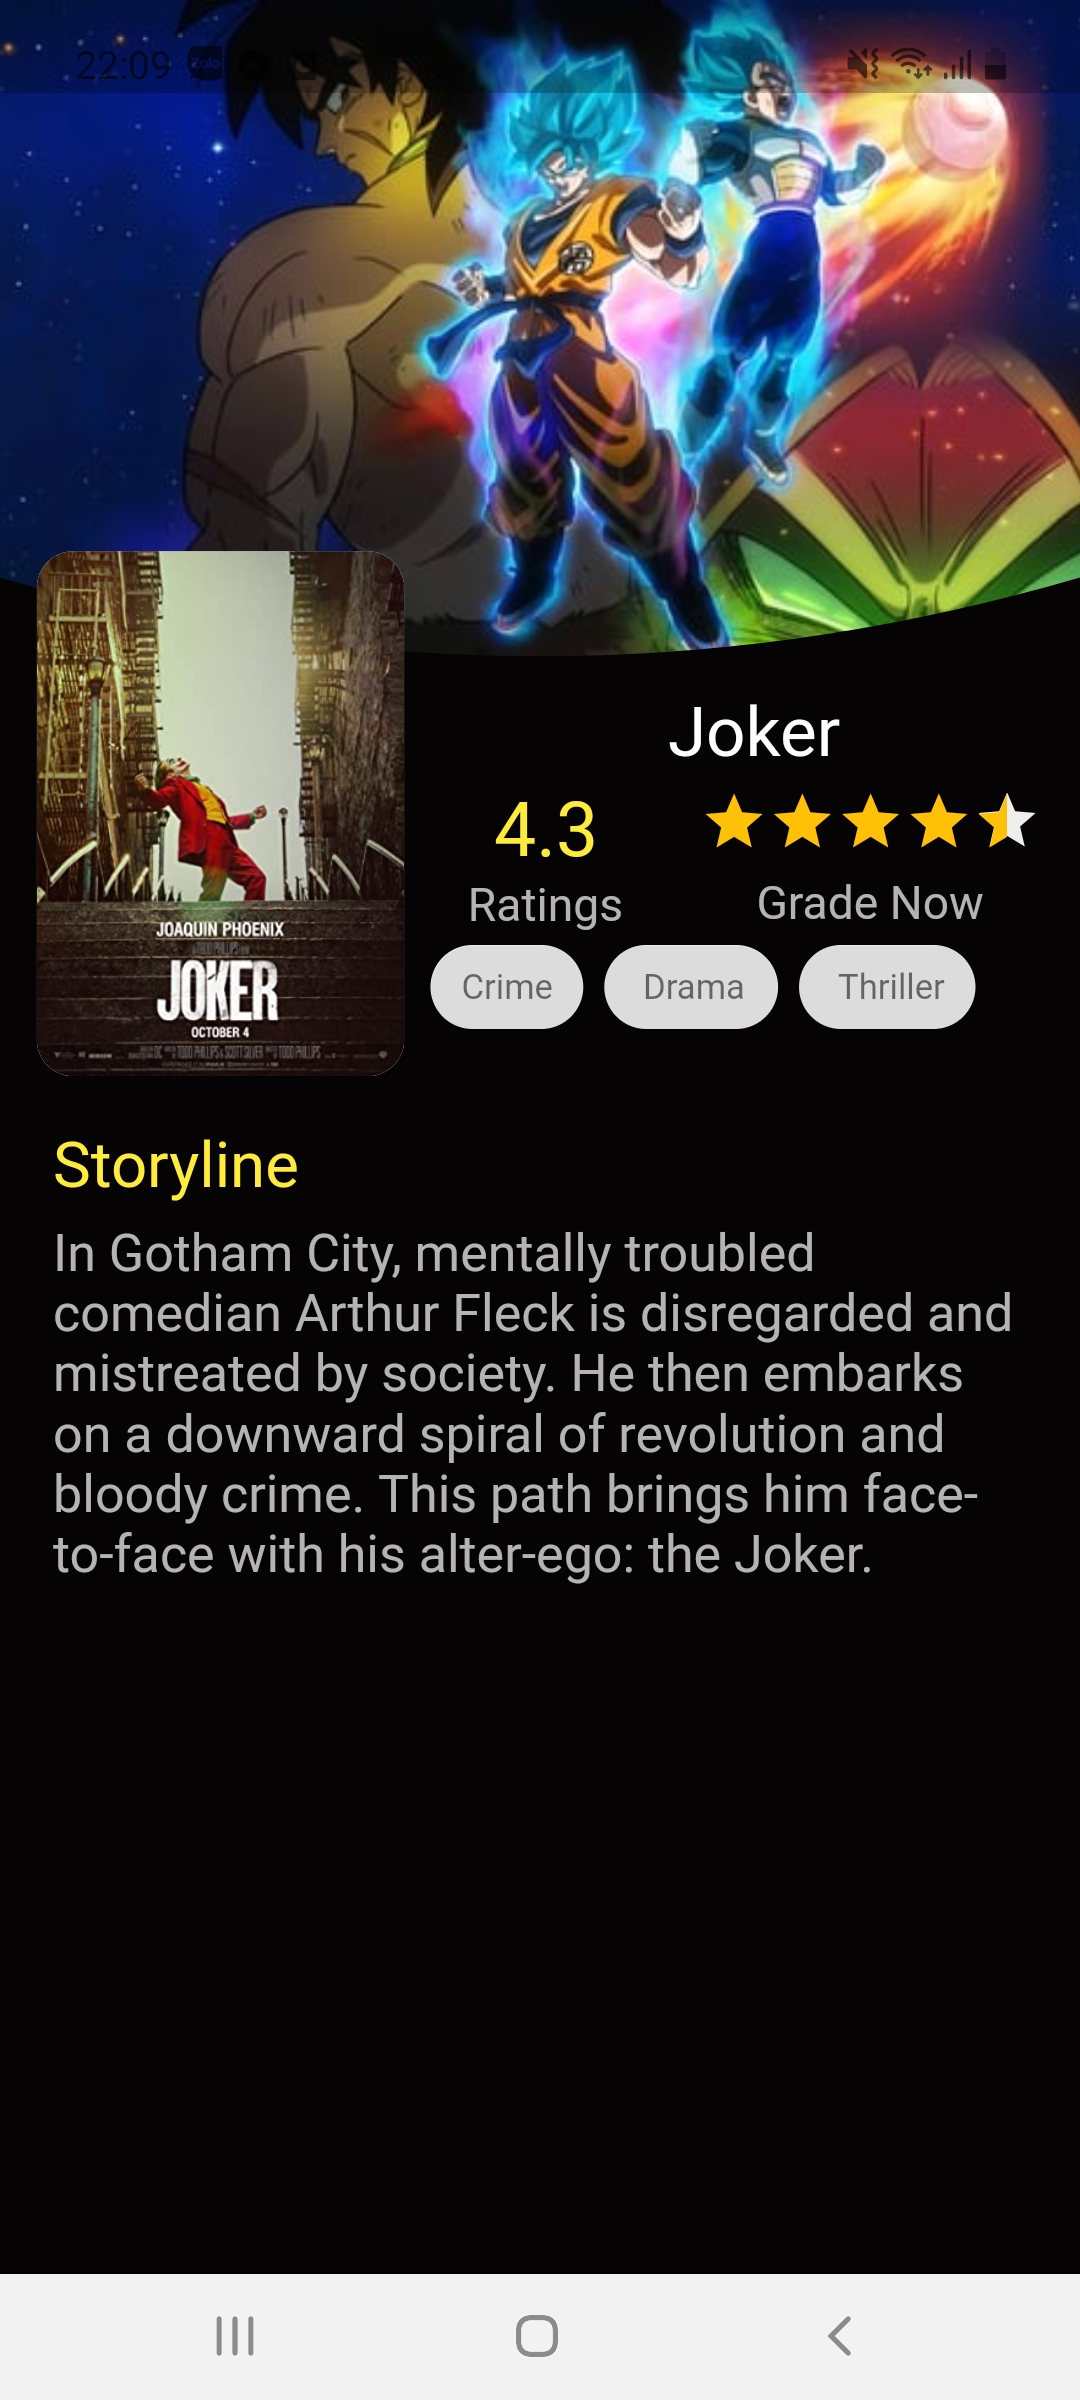 22:09 Zalo
Joker
4.3
Ratings
Grade Now
Crime Drama Thriller
JOAQUIN PHOENIX
JOKER
OCTOBER 4
Storyline
In Gotham City, mentally troubled
comedian Arthur Fleck is disregarded and
mistreated by society. He then embarks
on a downward spiral of revolution and
bloody crime. This path brings him face-
to-face with his alter-ego: the Joker.